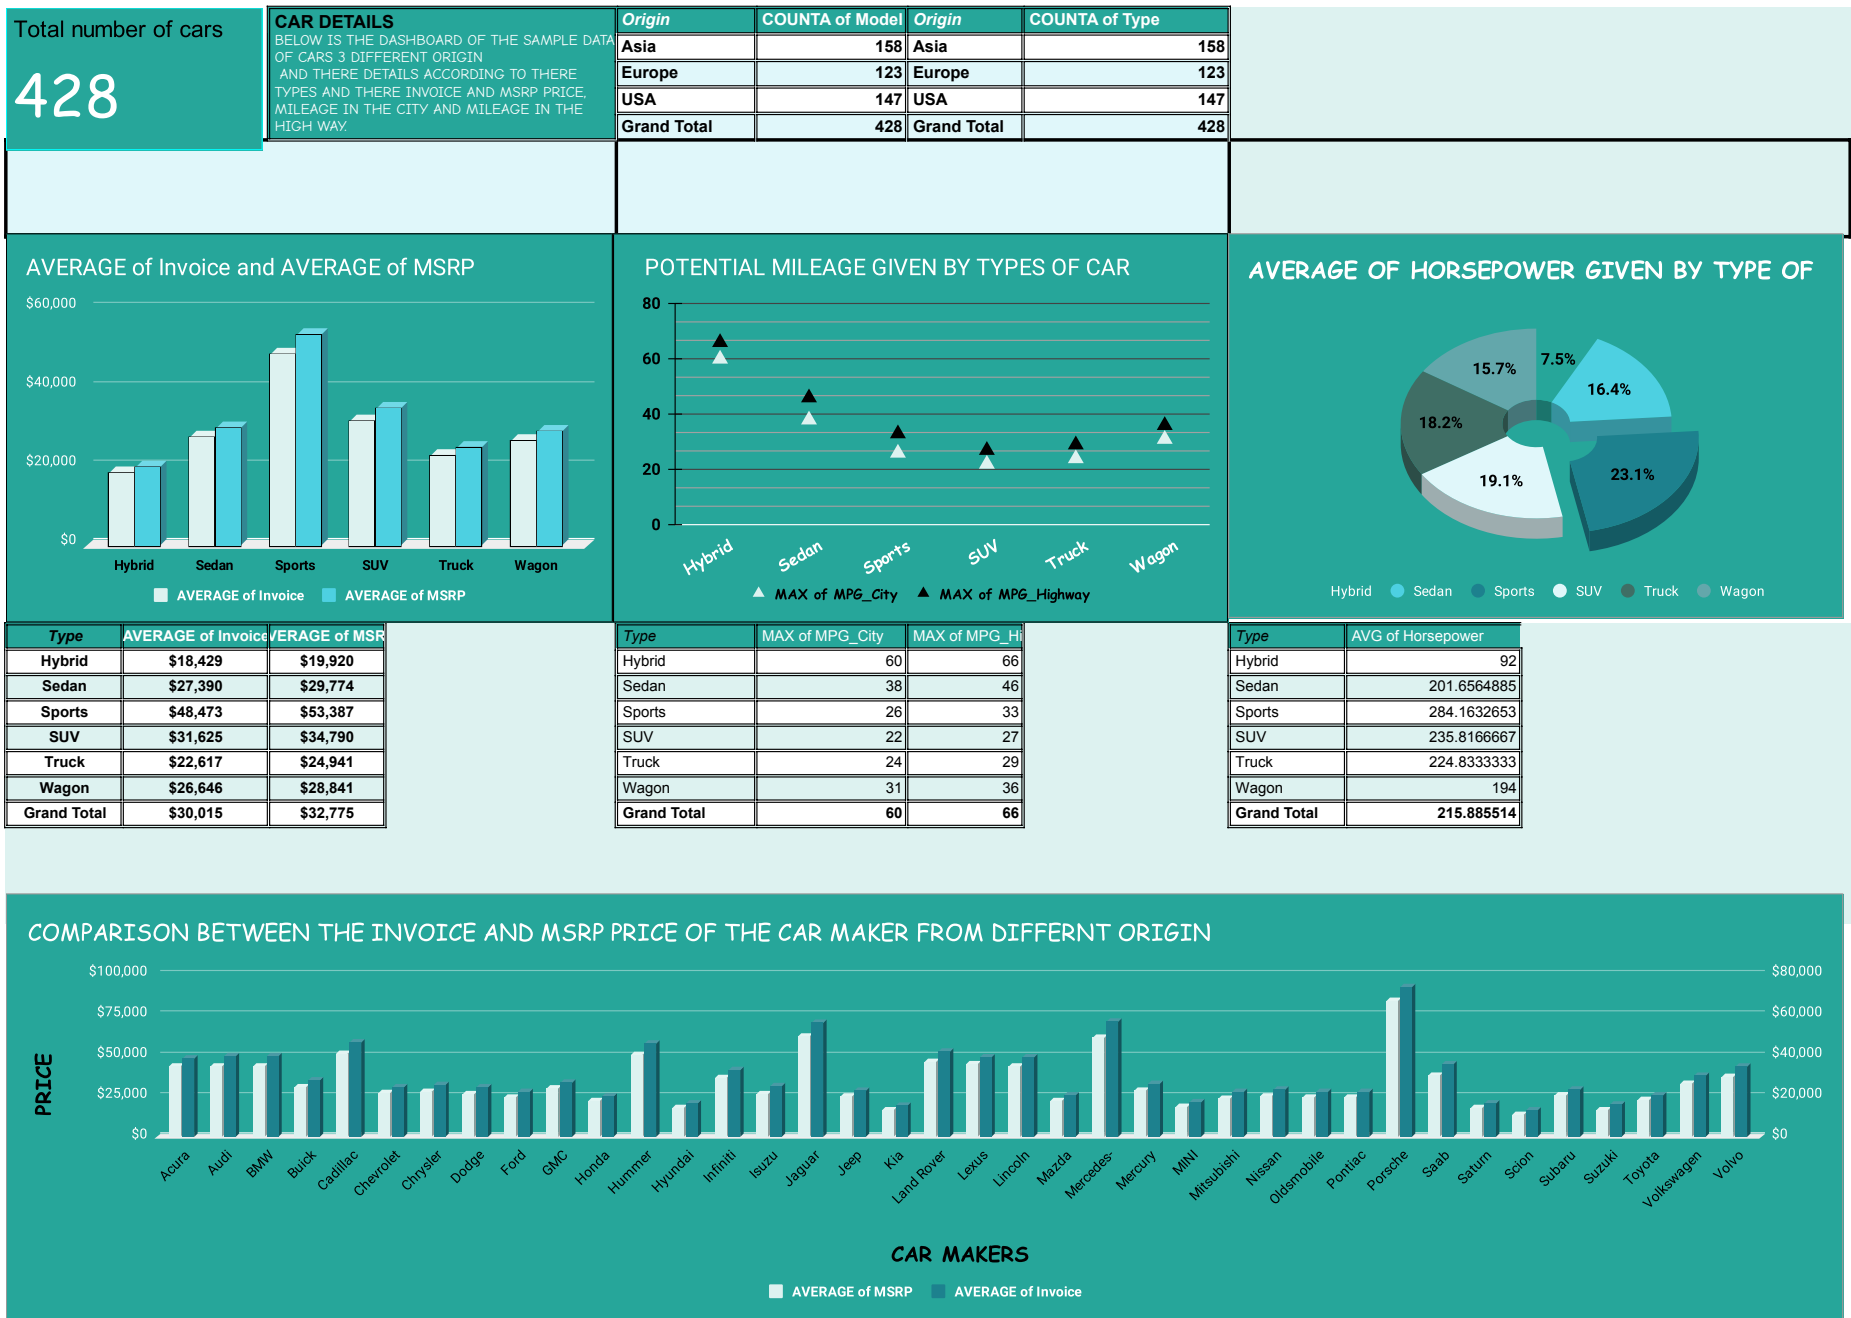 Total number of cars
428
CAR DETAILS
BELOW IS THE DASHBOARD OF THE SAMPLE DATA
OF CARS 3 DIFFERENT ORIGIN
AND THERE DETAILS ACCORDING TO THERE
TYPES AND THERE INVOICE AND MSRP PRICE,
MILEAGE IN THE CITY AND MILEAGE IN THE
HIGH WAY.
Origin COUNTA of Model Origin COUNTA of Type
Asia 158 Asia 158
Europe 123 Europe 123
USA 147 USA 147
Grand Total 428 Grand Total 428
AVERAGE of Invoice and AVERAGE of MSRP
$60,000
$40,000
$20,000
$0
Hybrid Sedan Sports SUV Truck Wagon
AVERAGE of Invoice AVERAGE of MSRP
POTENTIAL MILEAGE GIVEN BY TYPES OF CAR
80
60
40
20
0
Hybrid Sedan Sports SUV Truck Wagon
MAX of MPG_City MAX of MPG_Highway
AVERAGE OF HORSEPOWER GIVEN BY TYPE OF
7.5%
16.4%
23.1%
19.1%
18.2%
15.7%
Hybrid Sedan Sports SUV Truck Wagon
Type AVERAGE of Invoice VERAGE of MSR
Hybrid $18,429 $19,920
Sedan $27,390 $29,774
Sports $48,473 $53,387
SUV $31,625 $34,790
Truck $22,617 $24,941
Wagon $26,646 $28,841
Grand Total $30,015 $32,775
Type MAX of MPG_City MAX of MPG_Hi
Hybrid 60 66
Sedan 38 46
Sports 26 33
SUV 22 27
Truck 24 29
Wagon 31 36
Grand Total 60 66
Type AVG of Horsepower
Hybrid 92
Sedan 201.6564885
Sports 284.1632653
SUV 235.8166667
Truck 224.8333333
Wagon 194
Grand Total 215.885514
COMPARISON BETWEEN THE INVOICE AND MSRP PRICE OF THE CAR MAKER FROM DIFFERNT ORIGIN
PRICE
$100,000
$75,000
$50,000
$25,000
$0
$80,000
$60,000
$40,000
$20,000
$0
Acura Audi BMW Buick Cadillac Chevrolet Chrysler Dodge Ford GMC Honda Hummer Hyundai Infiniti Isuzu Jaguar Jeep Kia Land Rover Lexus Lincoln Mazda Mercedes- Mercury MINI Mitsubishi Nissan Oldsmobile Pontiac Porsche Saab Saturn Scion Subaru Suzuki Toyota Volkswagen Volvo
CAR MAKERS
AVERAGE of MSRP AVERAGE of Invoice